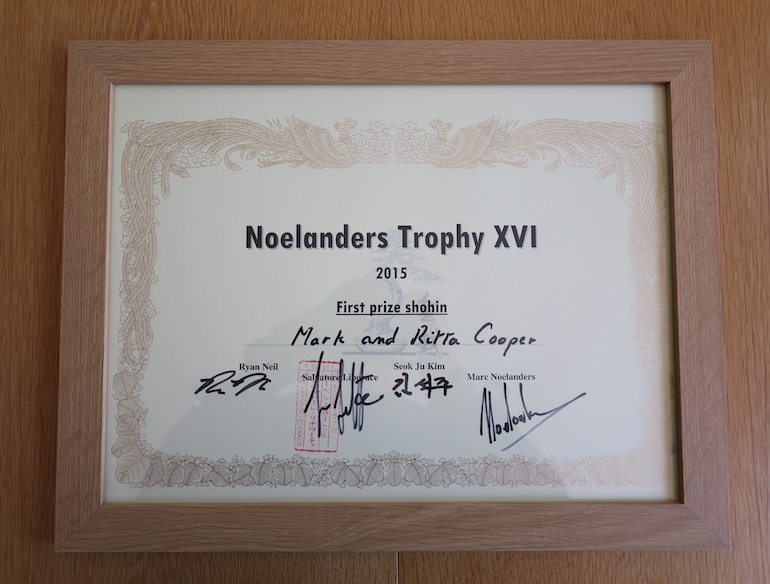 Noelanders Trophy XVI
2015
First prize shohin
Mark and Ritta Cooper
Ryan Neil
Salvatore Liporace
Seok Ju Kim
Marc Noelanders